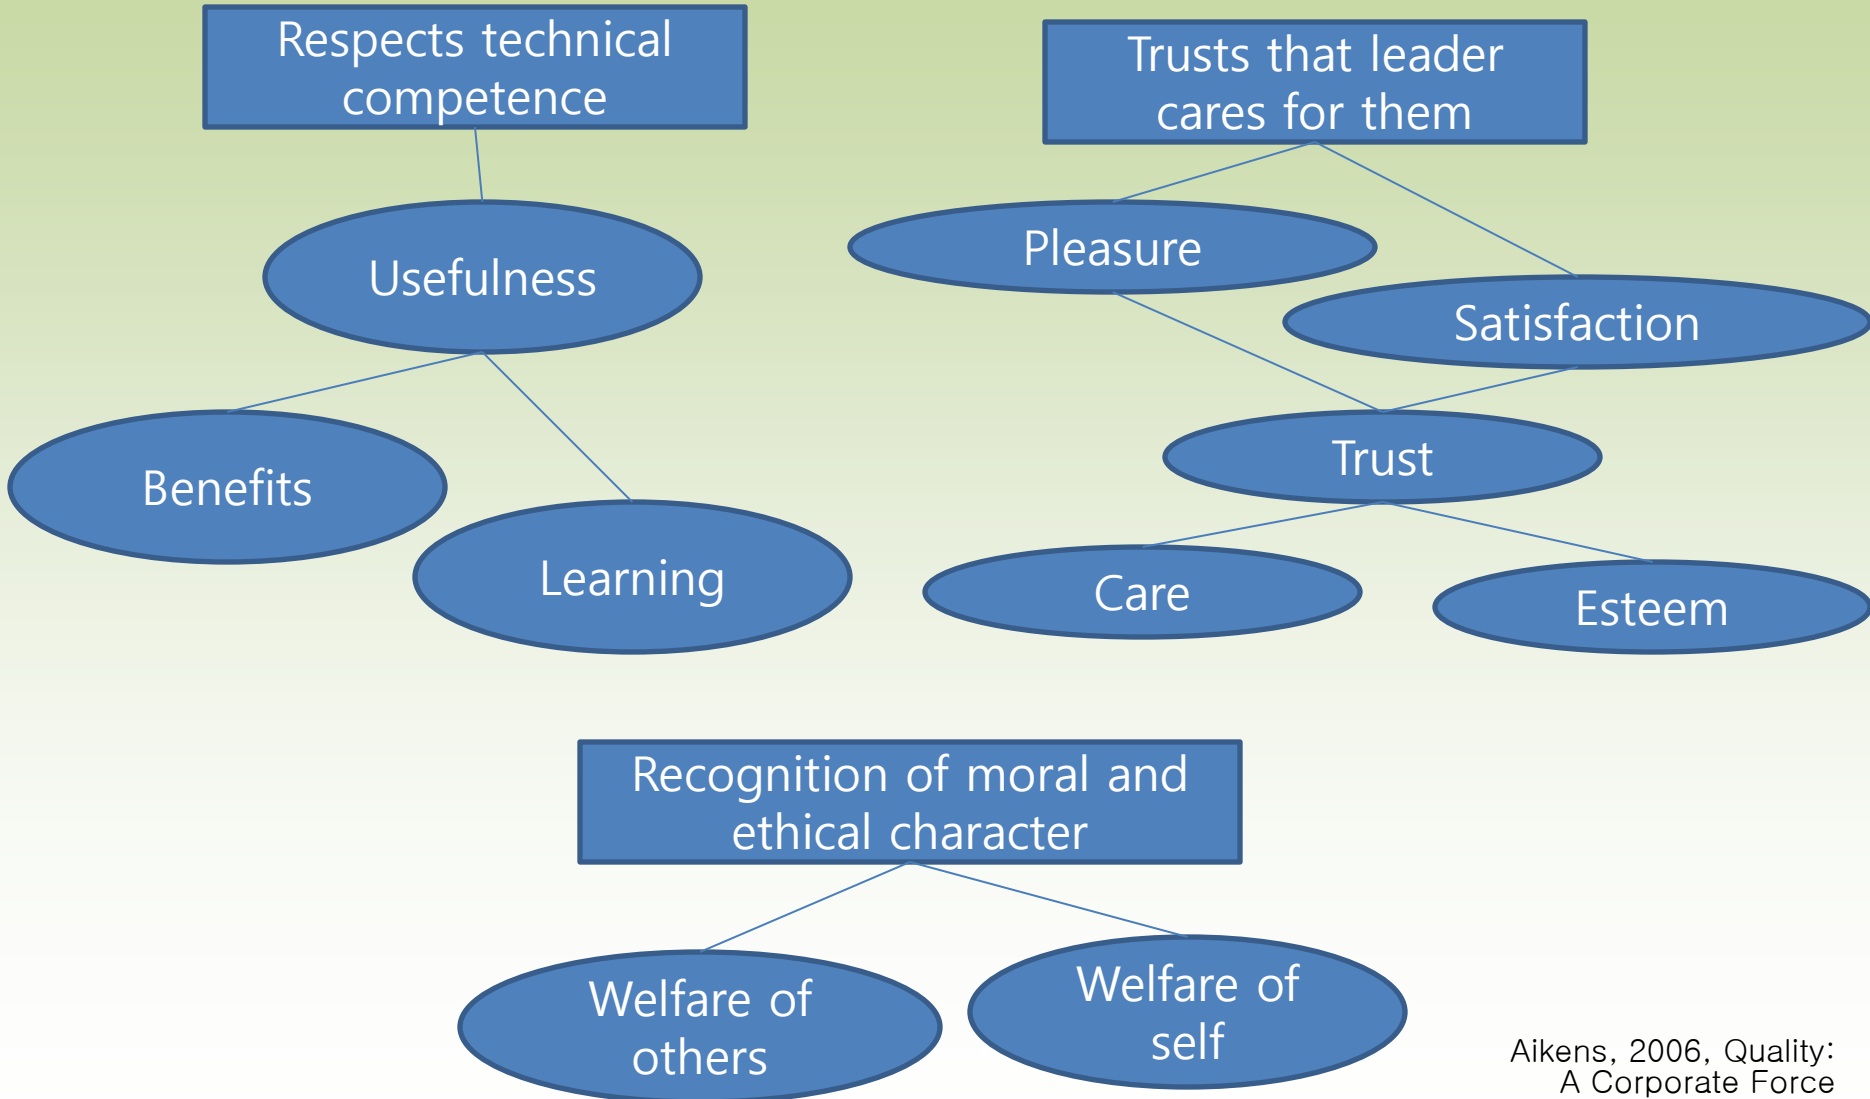 Respects technical
competence
Trusts that leader
cares for them
Usefulness
Pleasure
Satisfaction
Benefits
Learning
Trust
Care
Esteem
Recognition of moral and
ethical character
Welfare of
others
Welfare of
self
Aikens, 2006, Quality:
A Corporate Force